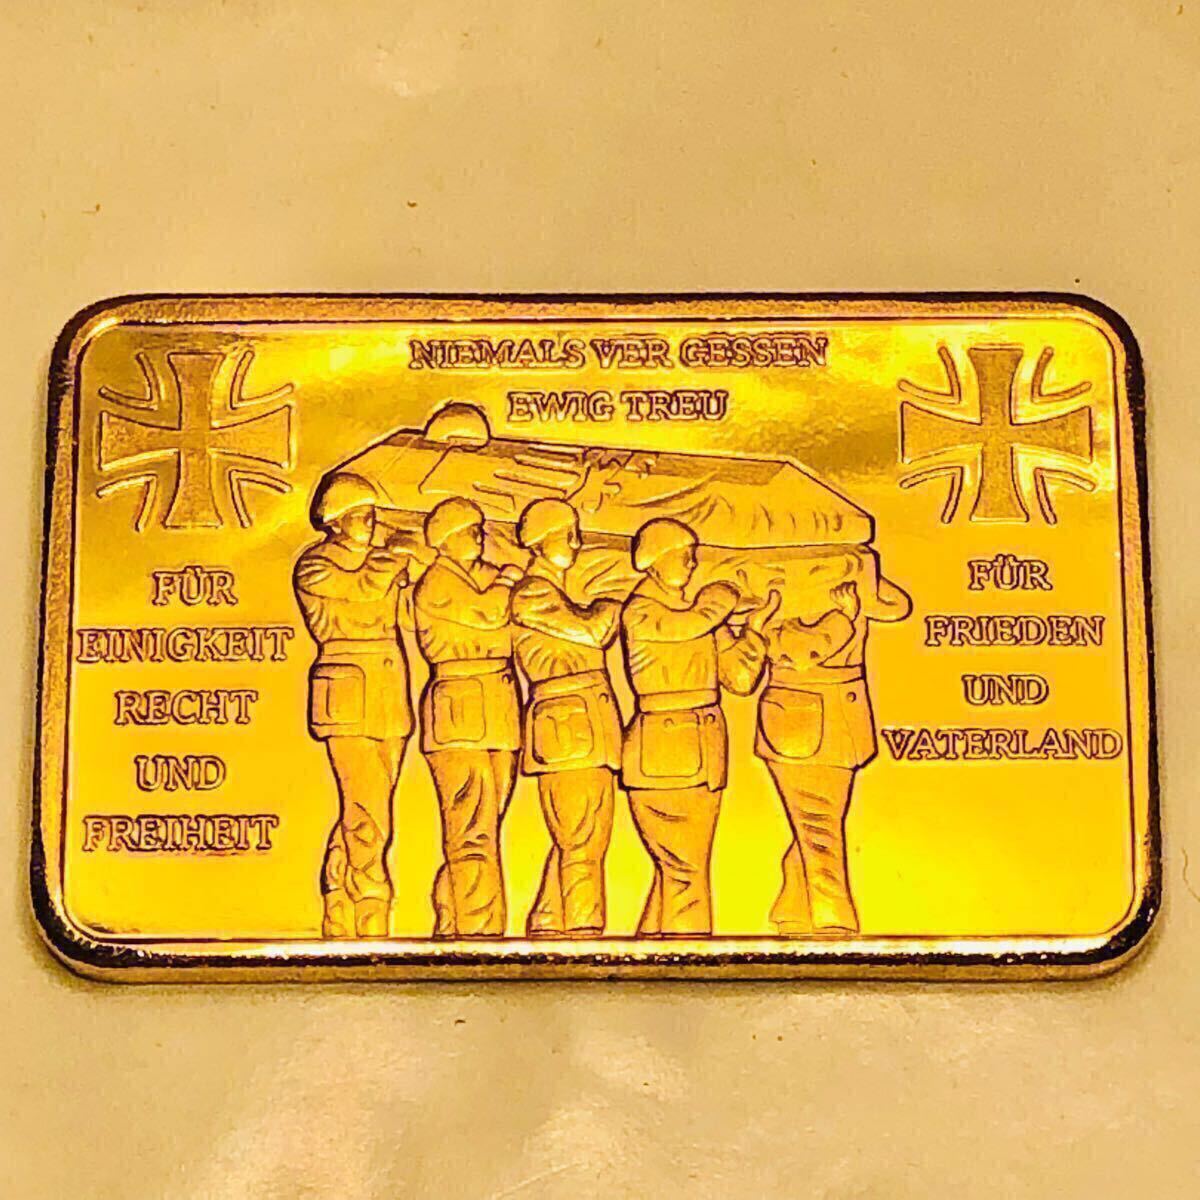 NIEMALS VER GESSEN
EWIG TREU
FÜR
EINIGKEIT
RECHT
UND
FREIHEIT
FÜR
FRIEDEN
UND
VATERLAND